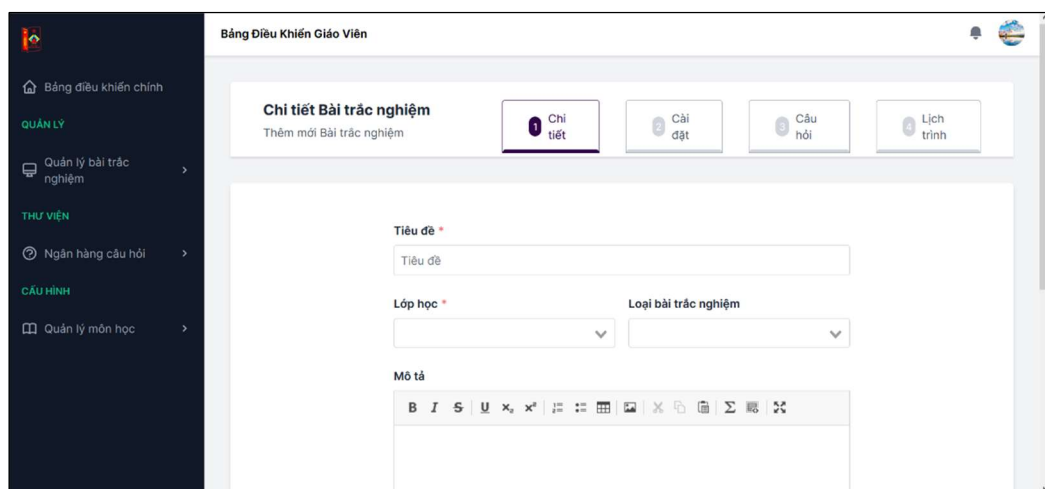 Bảng Điều Khiển Giáo Viên
Bảng điều khiển chính
QUẢN LÝ
Quản lý bài trắc
nghiệm
THƯ VIỆN
Ngân hàng câu hỏi
CẤU HÌNH
Quản lý môn học
Chi tiết Bài trắc nghiệm
Thêm mới Bài trắc nghiệm
1 Chi
tiết
2 Cài
đặt
3 Câu
hỏi
4 Lịch
trình
Tiêu đề *
Tiêu đề
Lớp học *
Loại bài trắc nghiệm
Mô tả